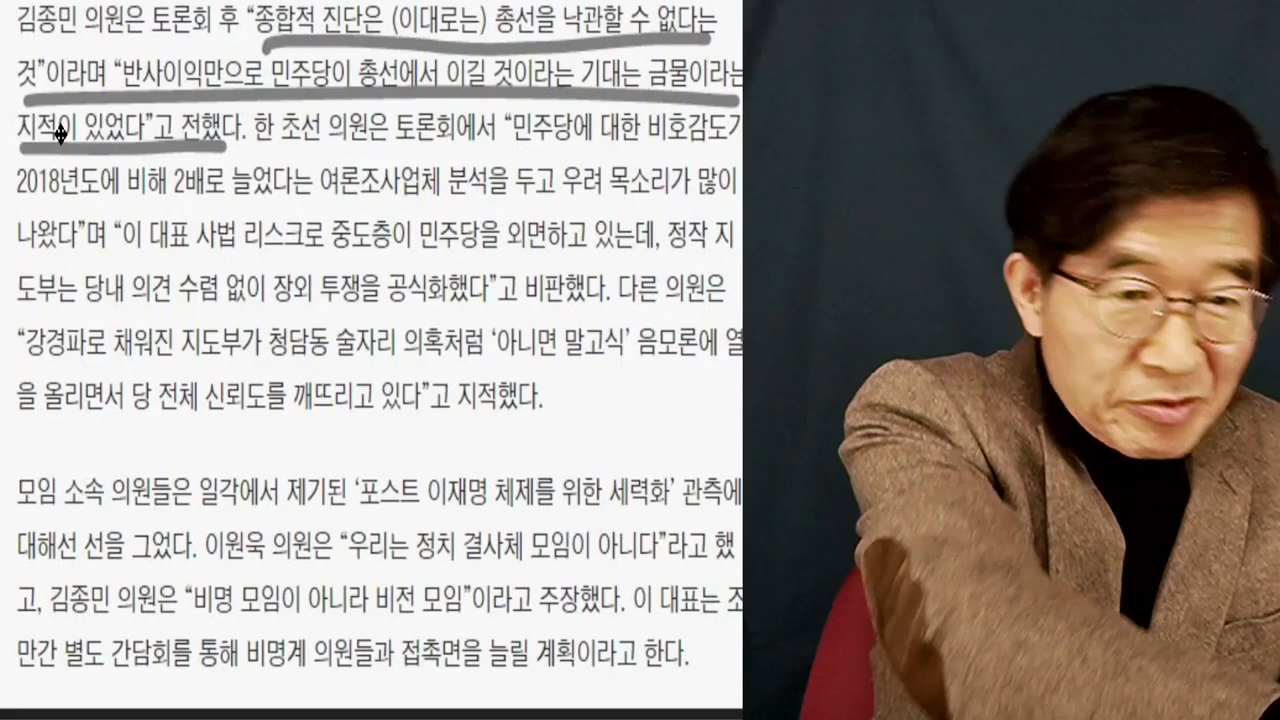 김종민 의원은 토론회 후 “종합적 진단은 (이대로는) 총선을 낙관할 수 없다는
것”이라며 “반사이익만으로 민주당이 총선에서 이길 것이라는 기대는 금물이라는
지적이 있었다”고 전했다. 한 초선 의원은 토론회에서 “민주당에 대한 비호감도가
2018년도에 비해 2배로 늘었다는 여론조사업체 분석을 두고 우려 목소리가 많이
나왔다”며 “이 대표 사법 리스크로 중도층이 민주당을 외면하고 있는데, 정작 지
도부는 당내 의견 수렴 없이 장외 투쟁을 공식화했다”고 비판했다. 다른 의원은
“강경파로 채워진 지도부가 청담동 술자리 의혹처럼 ‘아니면 말고식’ 음모론에 열
을 올리면서 당 전체 신뢰도를 깨뜨리고 있다”고 지적했다.
모임 소속 의원들은 일각에서 제기된 ‘포스트 이재명 체제를 위한 세력화’ 관측에
대해선 선을 그었다. 이원욱 의원은 “우리는 정치 결사체 모임이 아니다”라고 했
고, 김종민 의원은 “비명 모임이 아니라 비전 모임”이라고 주장했다. 이 대표는 조
만간 별도 간담회를 통해 비명계 의원들과 접촉면을 늘릴 계획이라고 한다.